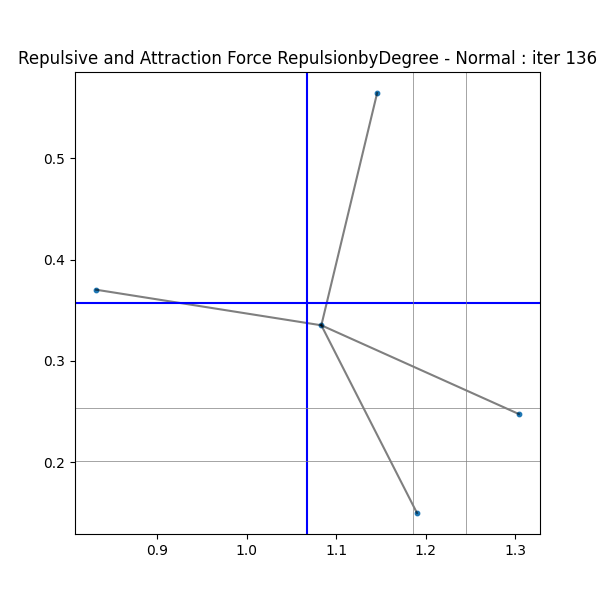 Repulsive and Attraction Force RepulsionbyDegree - Normal : iter 136
0.5
0.4
0.3
0.2
0.9 1.0 1.1 1.2 1.3